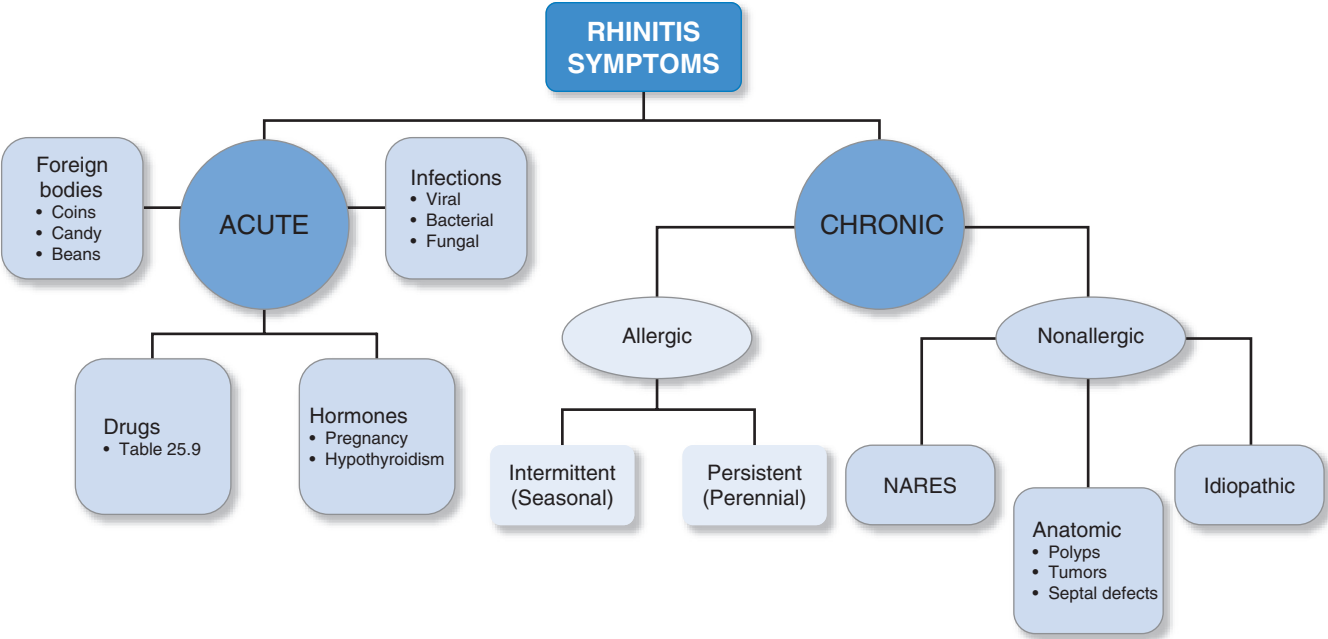 RHINITIS
SYMPTOMS
Foreign
bodies
• Coins
• Candy
• Beans
ACUTE
Infections
• Viral
• Bacterial
• Fungal
Drugs
• Table 25.9
Hormones
• Pregnancy
• Hypothyroidism
CHRONIC
Allergic
Intermittent
(Seasonal)
Persistent
(Perennial)
Nonallergic
NARES
Anatomic
• Polyps
• Tumors
• Septal defects
Idiopathic